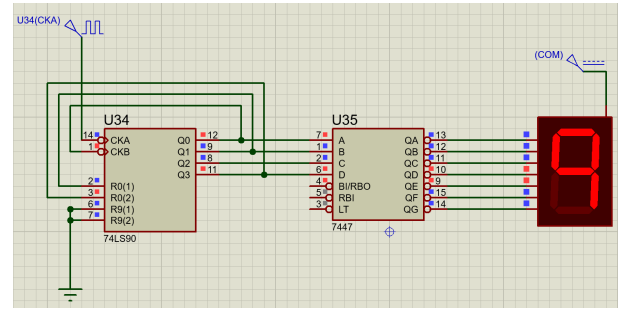 U34(CKA)
(COM)
U34
U35
14 CKA Q0 12
1 CKB Q1 9
Q2 8
Q3 11
2 R0(1)
3 R0(2)
6 R9(1)
7 R9(2)
74LS90
7 A QA 13
1 B QB 12
2 C QC 11
6 D QD 10
4 BI/RBO QE 9
5 RBI QF 15
3 LT QG 14
7447
9